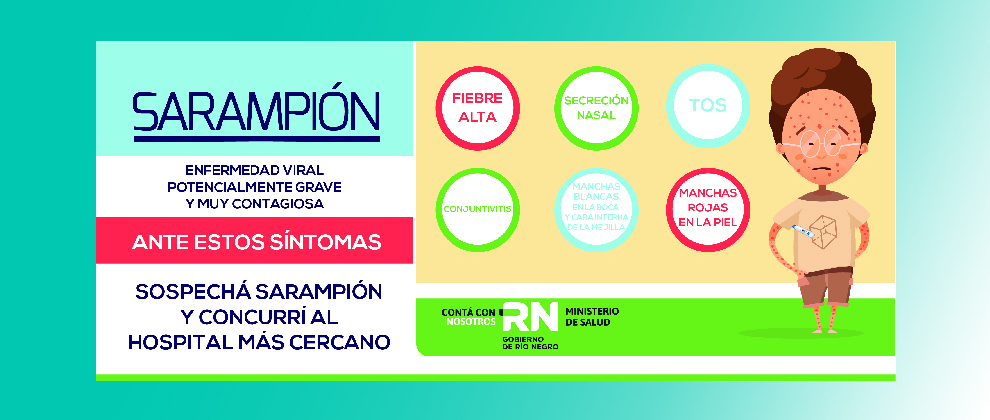 SARAMPIÓN
ENFERMEDAD VIRAL
POTENCIALMENTE GRAVE
Y MUY CONTAGIOSA
ANTE ESTOS SÍNTOMAS
SOSPECHÁ SARAMPIÓN
Y CONCURRÍ AL
HOSPITAL MÁS CERCANO
FIEBRE
ALTA
SECRECIÓN
NASAL
TOS
CONJUNTIVITIS
MANCHAS
BLANCAS
EN LA BOCA
Y CARA INTERNA
DE LA MEJILLA
MANCHAS
ROJAS
EN LA PIEL
CONTÁ CON
NOSOTROS
RN
GOBIERNO
DE RÍO NEGRO
MINISTERIO
DE SALUD